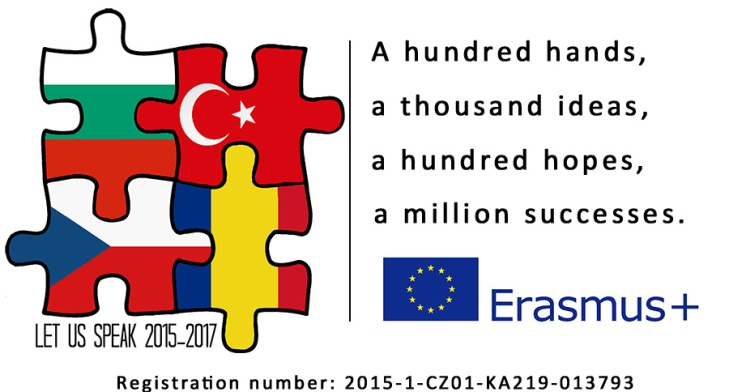 A hundred hands,
a thousand ideas,
a hundred hopes,
a million successes.
Erasmus+
LET US SPEAK 2015-2017
Registration number: 2015-1-CZ01-KA219-013793